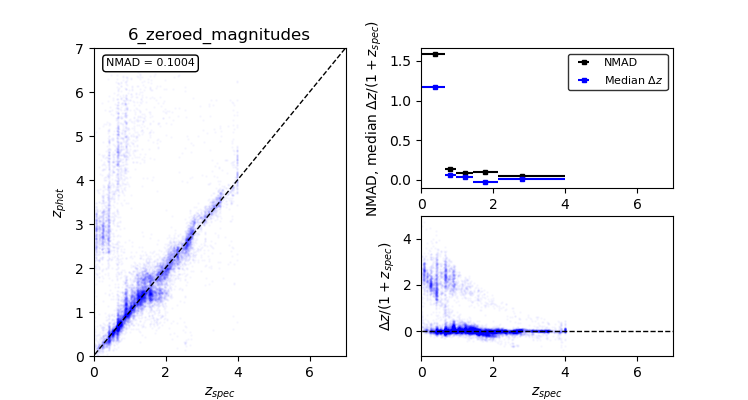 6_zeroed_magnitudes
NMAD = 0.1004
7
6
5
4
3
2
1
0
z_phot
0 2 4 6
z_spec
NMAD, median Δz/(1 + z_spec)
1.5
1.0
0.5
0.0
NMAD
Median Δz
0 2 4 6
Δz/(1 + z_spec)
4
2
0
0 2 4 6
z_spec